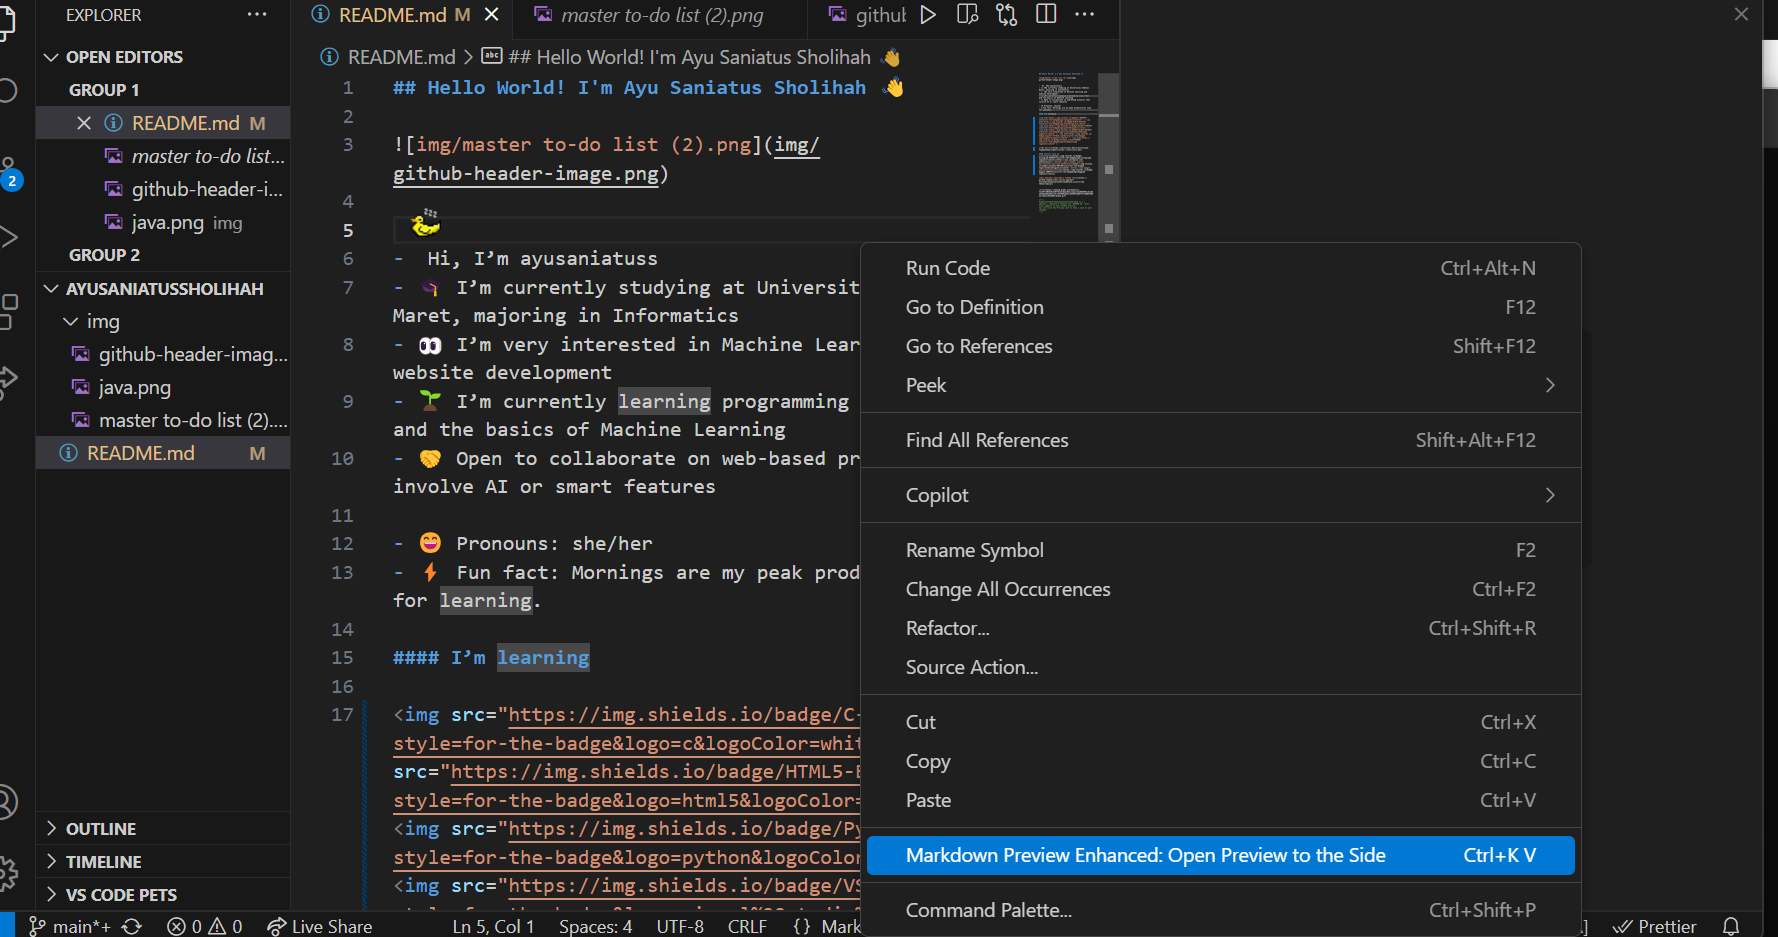 EXPLORER
OPEN EDITORS
GROUP 1
README.md M
master to-do list...
github-header-i...
java.png img
GROUP 2
AYUSANIATUSSHOLIHAH
img
github-header-imag...
java.png
master to-do list (2)....
README.md M
OUTLINE
TIMELINE
VS CODE PETS
2
README.md M
master to-do list (2).png
github
README.md > ## Hello World! I'm Ayu Saniatus Sholihah 👋
1 ## Hello World! I'm Ayu Saniatus Sholihah 👋
2
3 ![img/master to-do list (2).png](img/
github-header-image.png)
4
5
6 - Hi, I’m ayusaniatuss
7 - 🎓 I’m currently studying at Universit
Maret, majoring in Informatics
8 - 👀 I’m very interested in Machine Lear
website development
9 - 🌱 I’m currently learning programming
and the basics of Machine Learning
10 - 🤝 Open to collaborate on web-based pr
involve AI or smart features
11
12 - 😄 Pronouns: she/her
13 - ⚡ Fun fact: Mornings are my peak prod
for learning.
14
15 #### I’m learning
16
17 <img src="https://img.shields.io/badge/C-
style=for-the-badge&logo=c&logoColor=whit
src="https://img.shields.io/badge/HTML5-E
style=for-the-badge&logo=html5&logoColor=
<img src="https://img.shields.io/badge/Py
style=for-the-badge&logo=python&logoColor
<img src="https://img.shields.io/badge/VS
Run Code Ctrl+Alt+N
Go to Definition F12
Go to References Shift+F12
Peek
Find All References Shift+Alt+F12
Copilot
Rename Symbol F2
Change All Occurrences Ctrl+F2
Refactor... Ctrl+Shift+R
Source Action...
Cut Ctrl+X
Copy Ctrl+C
Paste Ctrl+V
Markdown Preview Enhanced: Open Preview to the Side Ctrl+K V
Command Palette... Ctrl+Shift+P
main*+ 0 0 Live Share Ln 5, Col 1 Spaces: 4 UTF-8 CRLF {} Mark Prettier